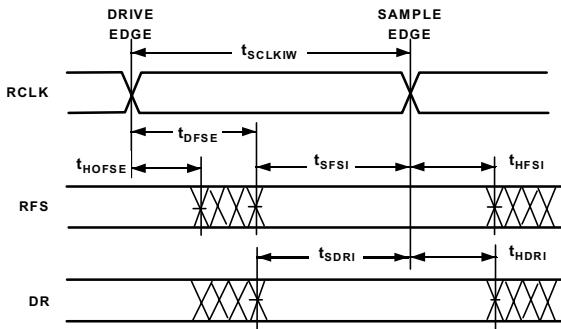 DRIVE EDGE
SAMPLE EDGE
tSCLKIW
RCLK
tDFSE
tHOFSE
tSFSI
tHFSI
RFS
tSDRI
tHDRI
DR